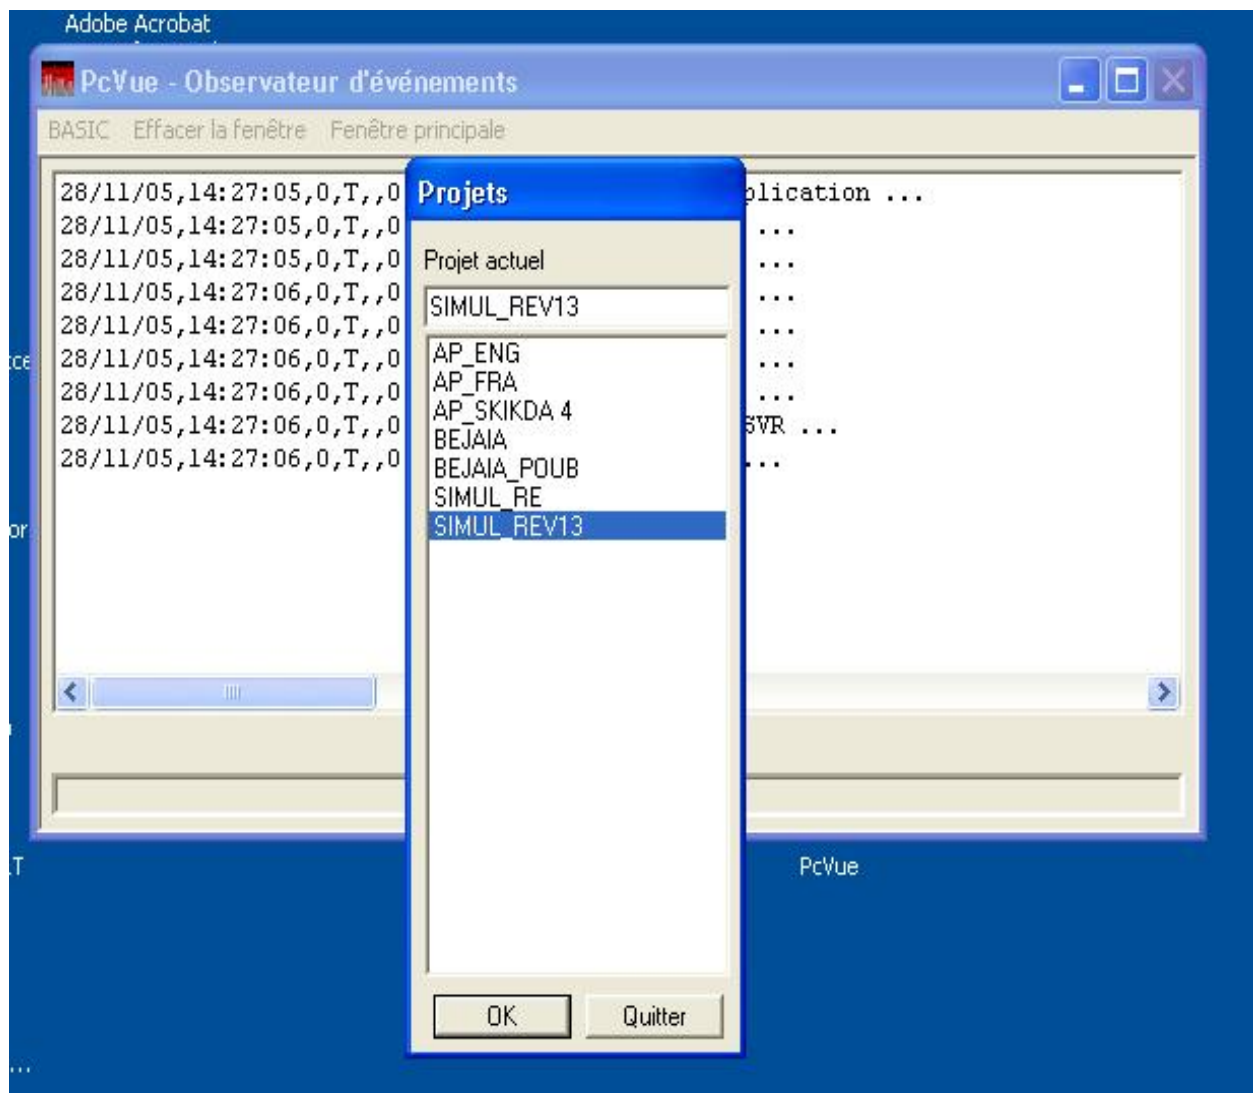 Adobe Acrobat
PcVue - Observateur d'événements
BASIC Effacer la fenêtre Fenêtre principale
28/11/05,14:27:05,0,T,,0
28/11/05,14:27:05,0,T,,0 ...
28/11/05,14:27:05,0,T,,0 ...
28/11/05,14:27:06,0,T,,0 ...
28/11/05,14:27:06,0,T,,0 ...
28/11/05,14:27:06,0,T,,0 ...
28/11/05,14:27:06,0,T,,0 ...
28/11/05,14:27:06,0,T,,0 SVR ...
28/11/05,14:27:06,0,T,,0 ...
Projets
Projet actuel
SIMUL_REV13
AP_ENG
AP_FRA
AP_SKIKDA 4
BEJAIA
BEJAIA_POUB
SIMUL_RE
SIMUL_REV13
OK Quitter
PcVue